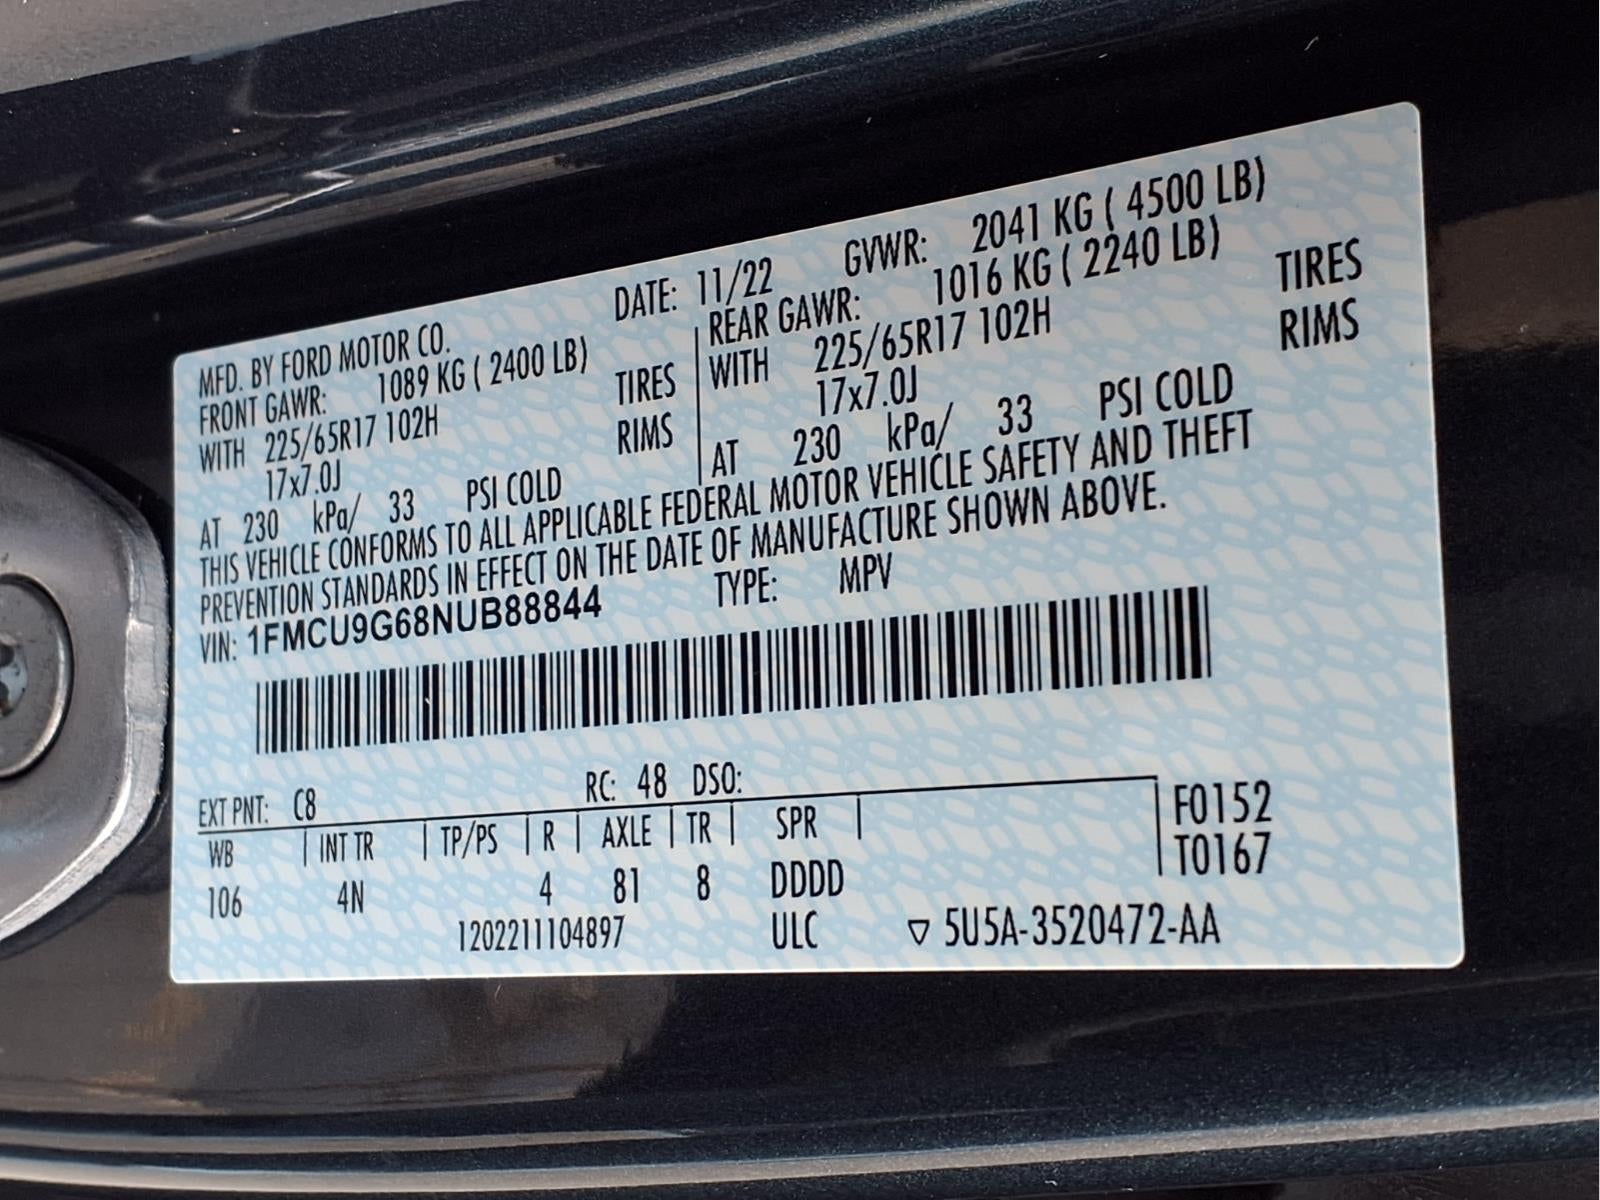 MFD. BY FORD MOTOR CO. DATE: 11/22 GVWR: 2041 KG ( 4500 LB)
FRONT GAWR: 1089 KG ( 2400 LB) REAR GAWR: 1016 KG ( 2240 LB)
WITH 225/65R17 102H TIRES WITH 225/65R17 102H TIRES
17x7.0J RIMS 17x7.0J RIMS
AT 230 kPa/ 33 PSI COLD AT 230 kPa/ 33 PSI COLD
THIS VEHICLE CONFORMS TO ALL APPLICABLE FEDERAL MOTOR VEHICLE SAFETY AND THEFT
PREVENTION STANDARDS IN EFFECT ON THE DATE OF MANUFACTURE SHOWN ABOVE.
VIN: 1FMCU9G68NUB88844 TYPE: MPV
EXT PNT: C8 RC: 48 DSO:
WB | INT TR | TP/PS | R | AXLE | TR | SPR | F0152
106 4N 4 81 8 DDDD T0167
1202211104897 ULC ▽ 5U5A-3520472-AA